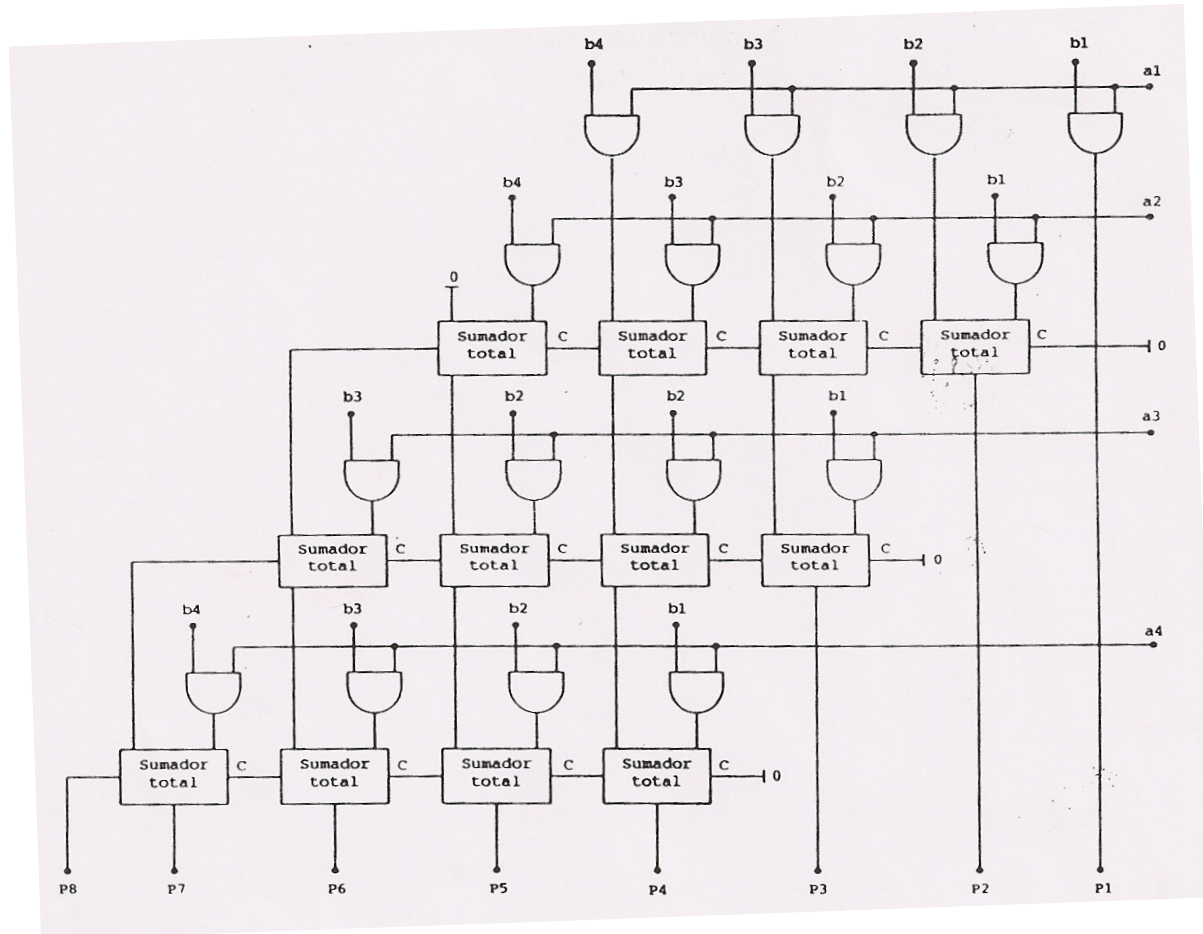 b4 b3 b2 b1
a1
b4 b3 b2 b1
a2
0
Sumador total C Sumador total C Sumador total C Sumador total C 0
b3 b2 b2 b1
a3
Sumador total C Sumador total C Sumador total C Sumador total C 0
b4 b3 b2 b1
a4
Sumador total C Sumador total C Sumador total C Sumador total C 0
P8 P7 P6 P5 P4 P3 P2 P1